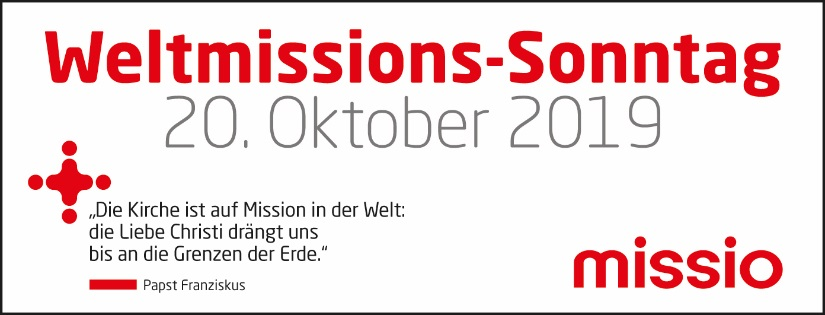 Weltmissions-Sonntag
20. Oktober 2019
„Die Kirche ist auf Mission in der Welt:
die Liebe Christi drängt uns
bis an die Grenzen der Erde.“
Papst Franziskus
missio